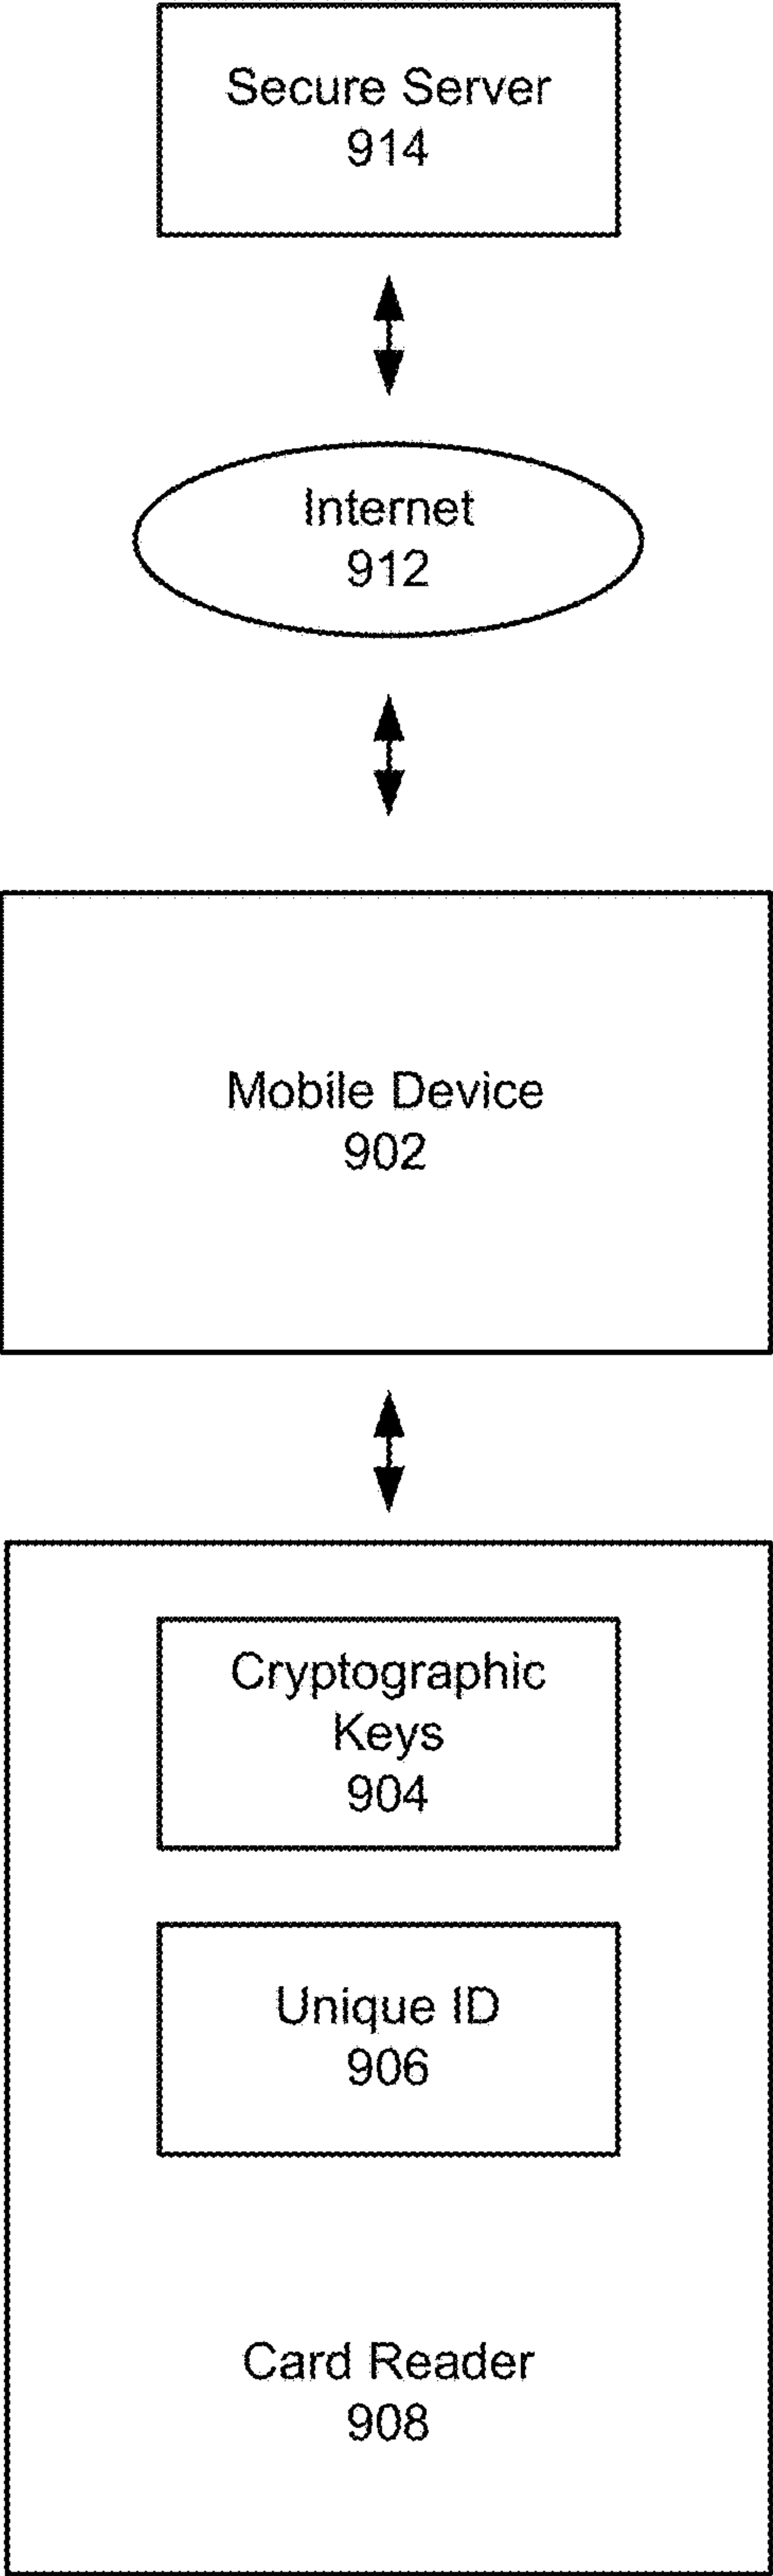 Secure Server
914
Internet
912
Mobile Device
902
Cryptographic
Keys
904
Unique ID
906
Card Reader
908